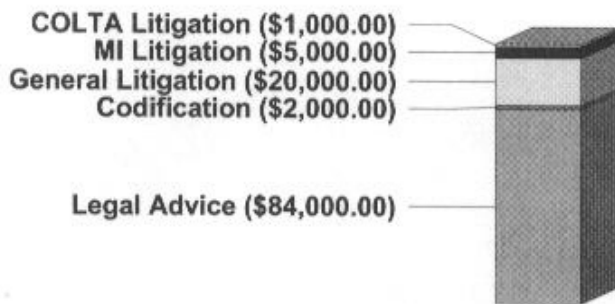 COLTA Litigation ($1,000.00)
MI Litigation ($5,000.00)
General Litigation ($20,000.00)
Codification ($2,000.00)
Legal Advice ($84,000.00)